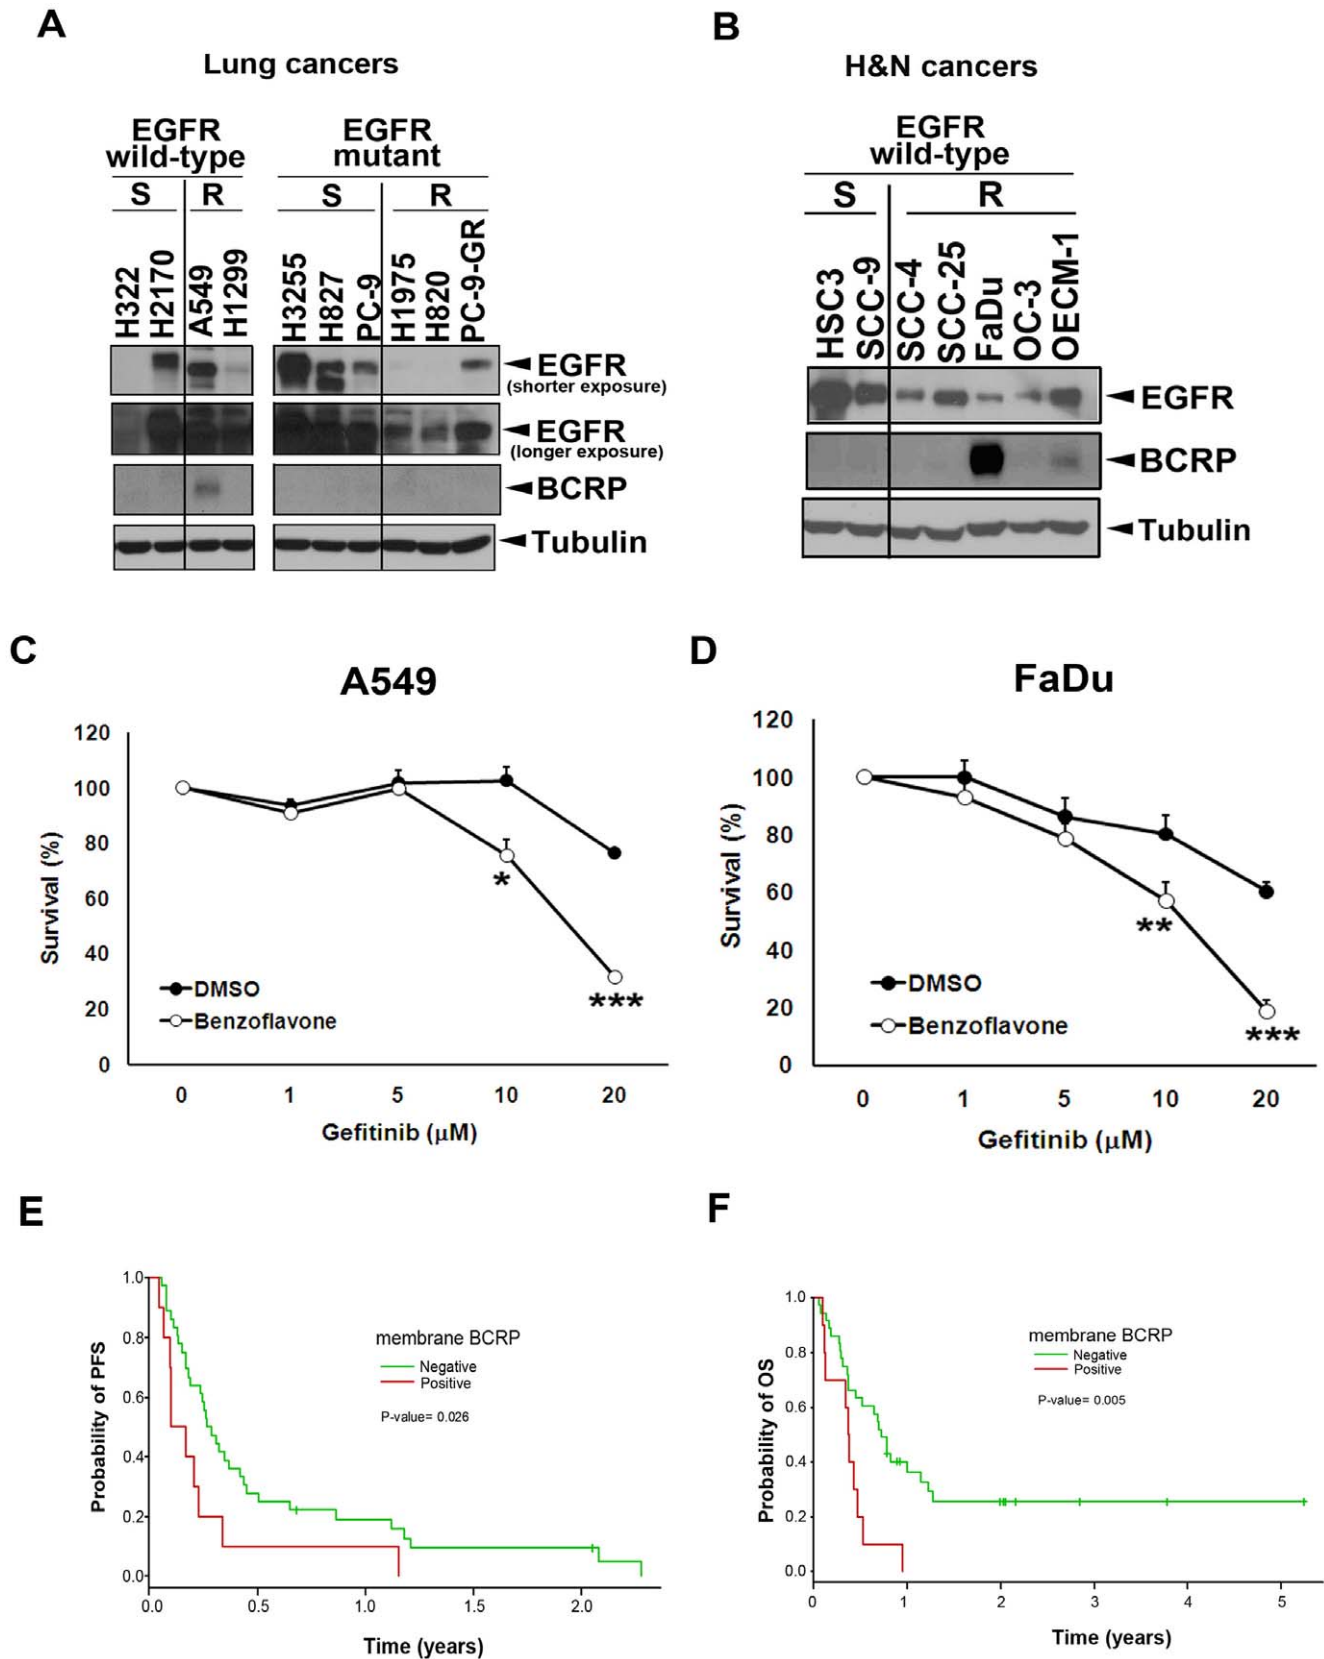 A
Lung cancers
EGFR wild-type
EGFR mutant
S
R
S
R
H322
H2170
A549
H1299
H3255
H827
PC-9
H1975
H820
PC-9-GR
EGFR
(shorter exposure)
EGFR
(longer exposure)
BCRP
Tubulin
B
H&N cancers
EGFR
wild-type
S
R
HSC3
SCC-9
SCC-4
SCC-25
FaDu
OC-3
OECM-1
EGFR
BCRP
Tubulin
C
A549
120
100
80
60
40
20
0
Survival (%)
*
***
DMSO
Benzoflavone
0 1 5 10 20
Gefitinib (μM)
D
FaDu
120
100
80
60
40
20
0
Survival (%)
**
***
DMSO
Benzoflavone
0 1 5 10 20
Gefitinib (μM)
E
1.0
0.8
0.6
0.4
0.2
0.0
Probability of PFS
membrane BCRP
Negative
Positive
P-value= 0.026
0.0 0.5 1.0 1.5 2.0
Time (years)
F
1.0
0.8
0.6
0.4
0.2
0.0
Probability of OS
membrane BCRP
Negative
Positive
P-value= 0.005
0 1 2 3 4 5
Time (years)